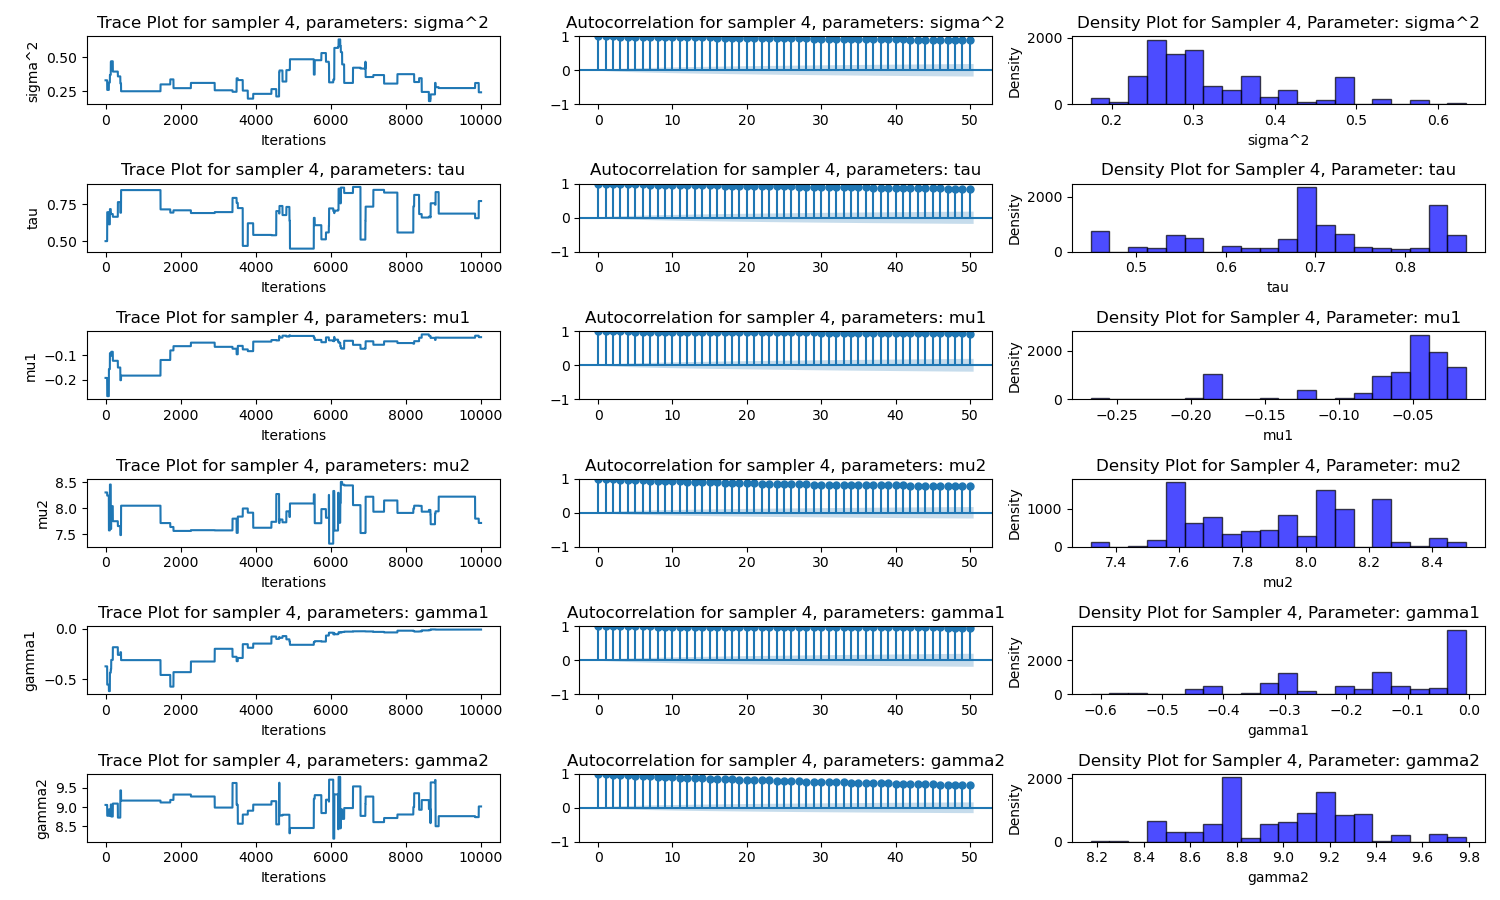 Trace Plot for sampler 4, parameters: sigma^2
Autocorrelation for sampler 4, parameters: sigma^2
Density Plot for Sampler 4, Parameter: sigma^2
sigma^2
0.50
0.25
0 2000 4000 6000 8000 10000
Iterations
1
0
−1
0 10 20 30 40 50
Density
2000
0
0.2 0.3 0.4 0.5 0.6
sigma^2
Trace Plot for sampler 4, parameters: tau
Autocorrelation for sampler 4, parameters: tau
Density Plot for Sampler 4, Parameter: tau
tau
0.75
0.50
0 2000 4000 6000 8000 10000
Iterations
1
0
−1
0 10 20 30 40 50
Density
2000
0
0.5 0.6 0.7 0.8
tau
Trace Plot for sampler 4, parameters: mu1
Autocorrelation for sampler 4, parameters: mu1
Density Plot for Sampler 4, Parameter: mu1
mu1
−0.1
−0.2
0 2000 4000 6000 8000 10000
Iterations
1
0
−1
0 10 20 30 40 50
Density
2000
0
−0.25 −0.20 −0.15 −0.10 −0.05
mu1
Trace Plot for sampler 4, parameters: mu2
Autocorrelation for sampler 4, parameters: mu2
Density Plot for Sampler 4, Parameter: mu2
mu2
8.5
8.0
7.5
0 2000 4000 6000 8000 10000
Iterations
1
0
−1
0 10 20 30 40 50
Density
1000
0
7.4 7.6 7.8 8.0 8.2 8.4
mu2
Trace Plot for sampler 4, parameters: gamma1
Autocorrelation for sampler 4, parameters: gamma1
Density Plot for Sampler 4, Parameter: gamma1
gamma1
0.0
−0.5
0 2000 4000 6000 8000 10000
Iterations
1
0
−1
0 10 20 30 40 50
Density
2000
0
−0.6 −0.5 −0.4 −0.3 −0.2 −0.1 0.0
gamma1
Trace Plot for sampler 4, parameters: gamma2
Autocorrelation for sampler 4, parameters: gamma2
Density Plot for Sampler 4, Parameter: gamma2
gamma2
9.5
9.0
8.5
0 2000 4000 6000 8000 10000
Iterations
1
0
−1
0 10 20 30 40 50
Density
2000
0
8.2 8.4 8.6 8.8 9.0 9.2 9.4 9.6 9.8
gamma2